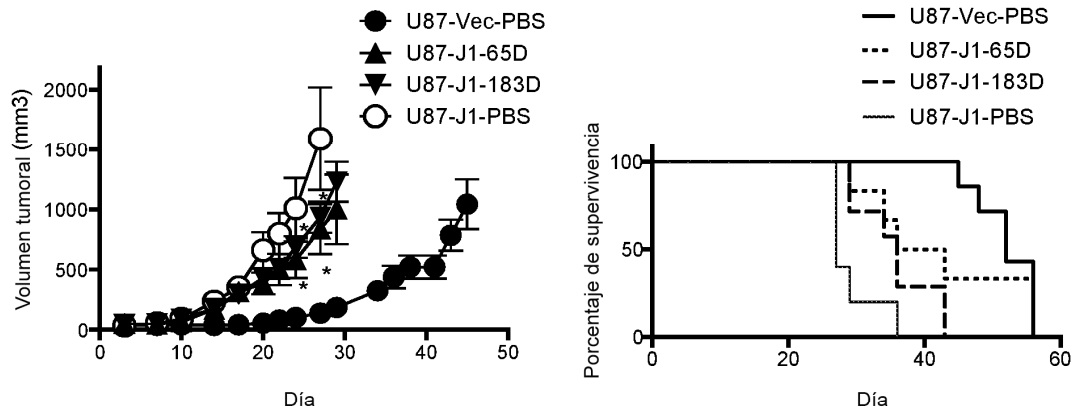 U87-Vec-PBS
U87-J1-65D
U87-J1-183D
U87-J1-PBS
Volumen tumoral (mm3)
2000
1500
1000
500
0
*
*
*
*
0 10 20 30 40 50
Día
U87-Vec-PBS
U87-J1-65D
U87-J1-183D
U87-J1-PBS
Porcentaje de supervivencia
100
50
0
0 20 40 60
Día